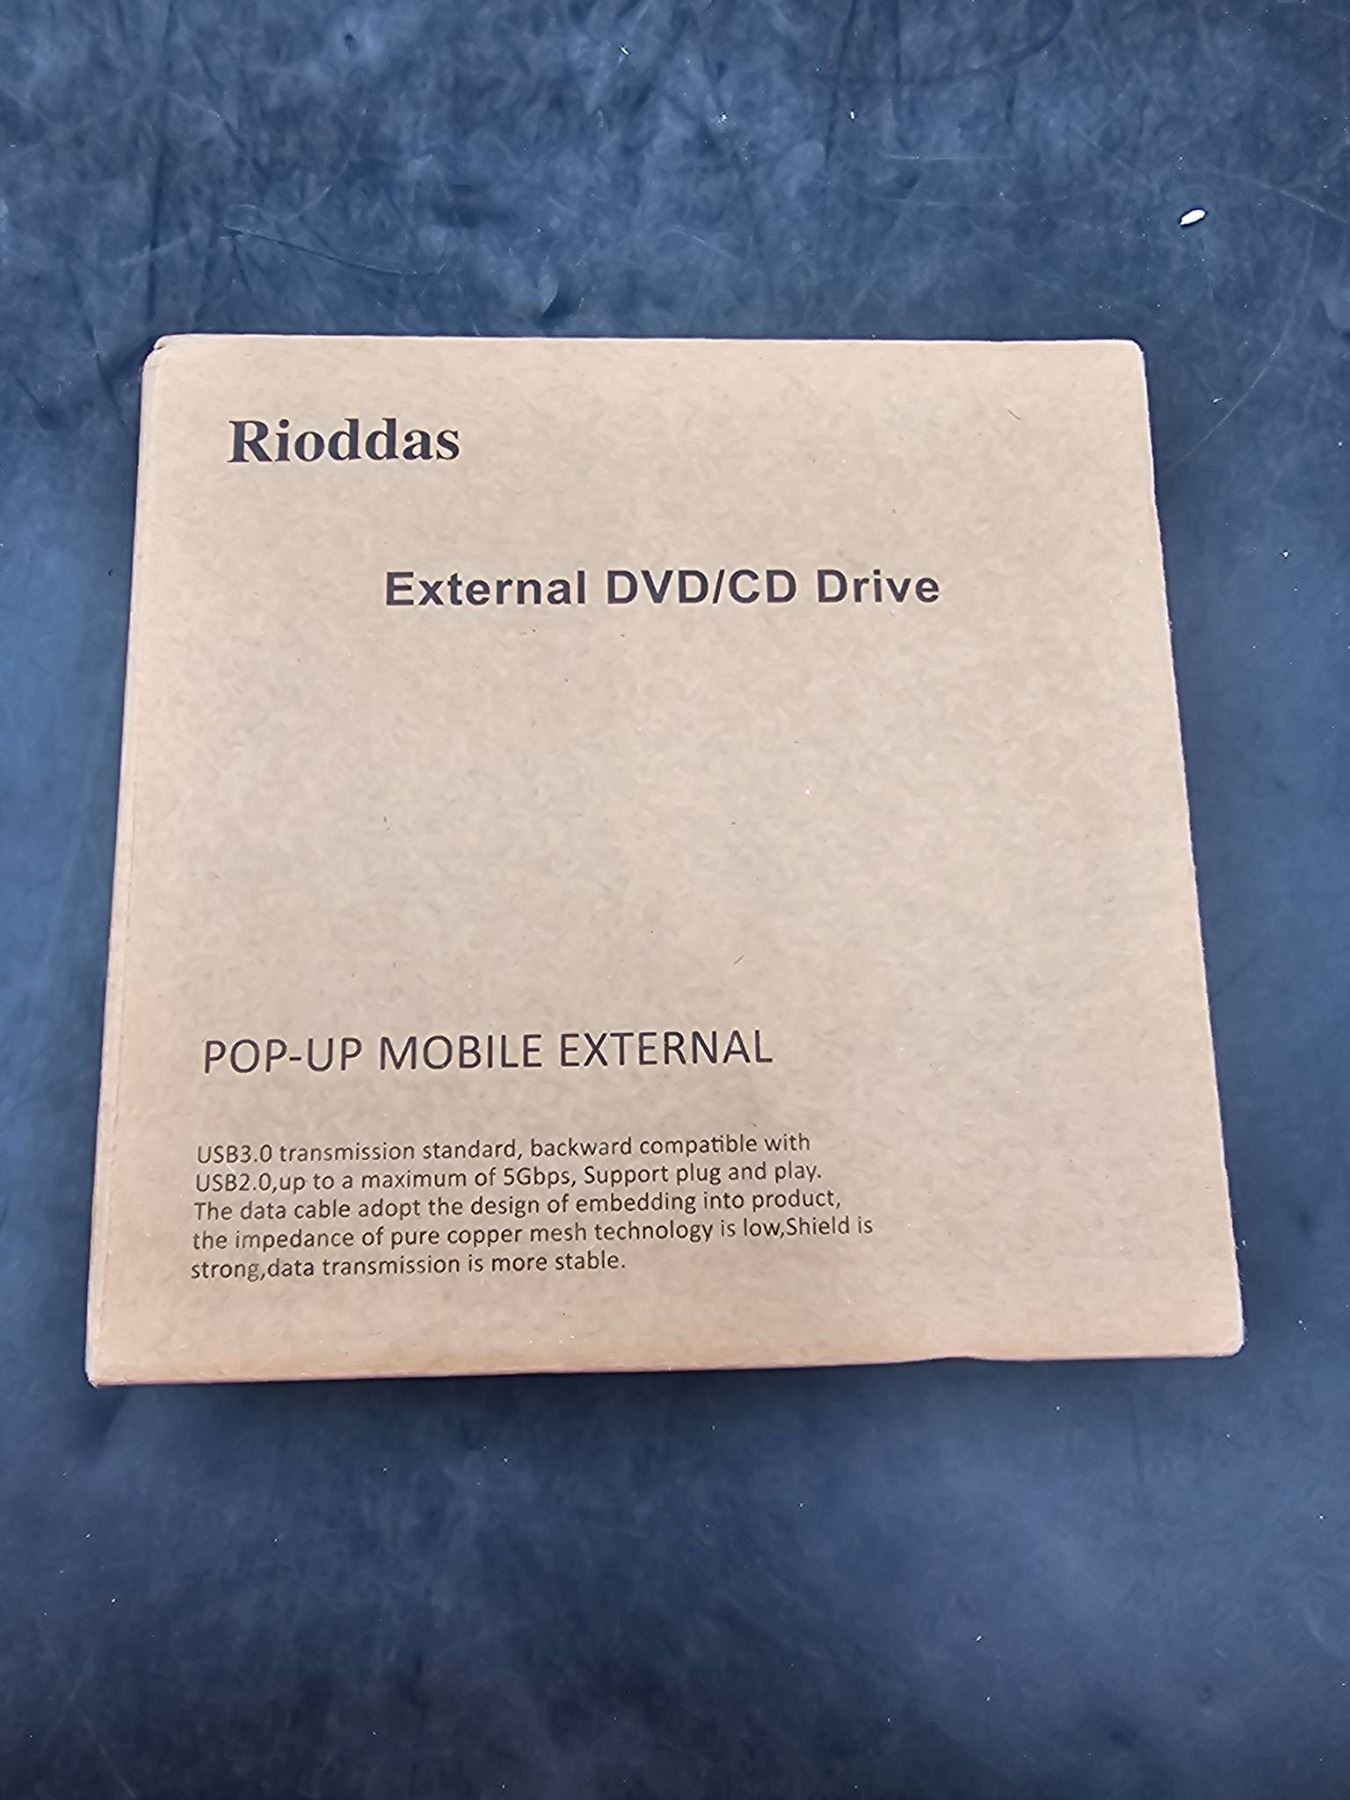 Rioddas
External DVD/CD Drive
POP-UP MOBILE EXTERNAL
USB3.0 transmission standard, backward compatible with
USB2.0,up to a maximum of 5Gbps, Support plug and play.
The data cable adopt the design of embedding into product,
the impedance of pure copper mesh technology is low,Shield is
strong,data transmission is more stable.